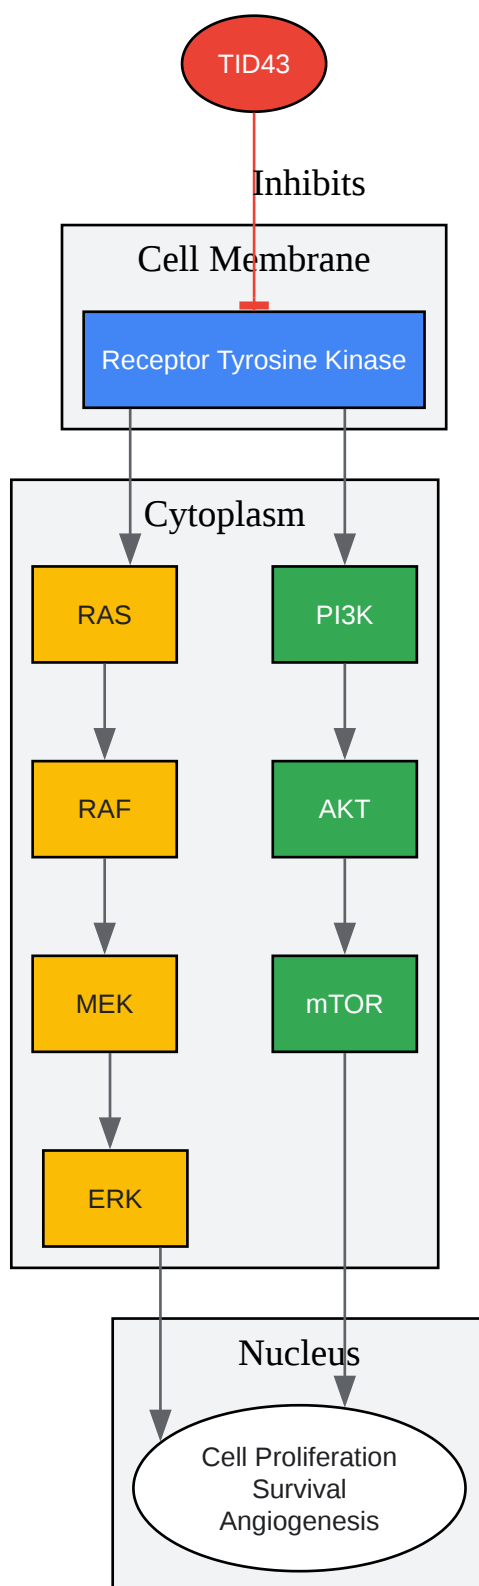 TID43
Inhibits
Cell Membrane
Receptor Tyrosine Kinase
Cytoplasm
RAS
PI3K
RAF
AKT
MEK
mTOR
ERK
Nucleus
Cell Proliferation
Survival
Angiogenesis